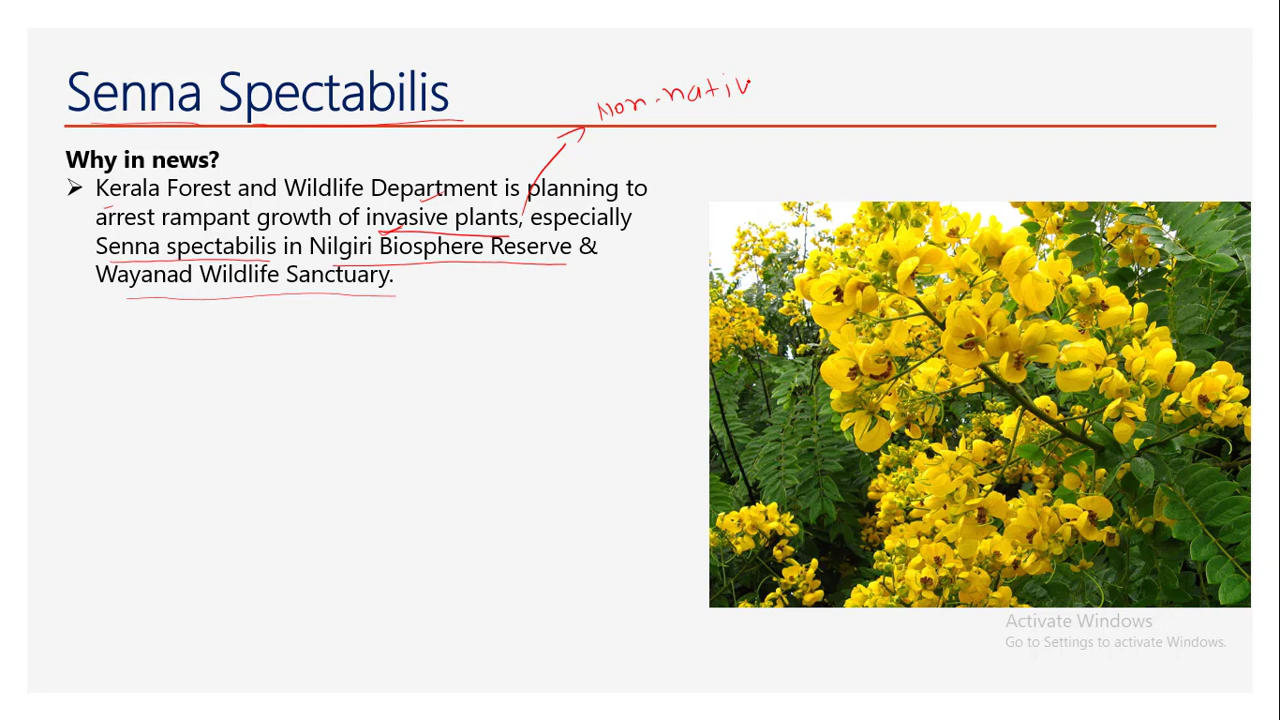 Senna Spectabilis
Non-nativ
Why in news?
➤ Kerala Forest and Wildlife Department is planning to
arrest rampant growth of invasive plants, especially
Senna spectabilis in Nilgiri Biosphere Reserve &
Wayanad Wildlife Sanctuary.
Activate Windows
Go to Settings to activate Windows.